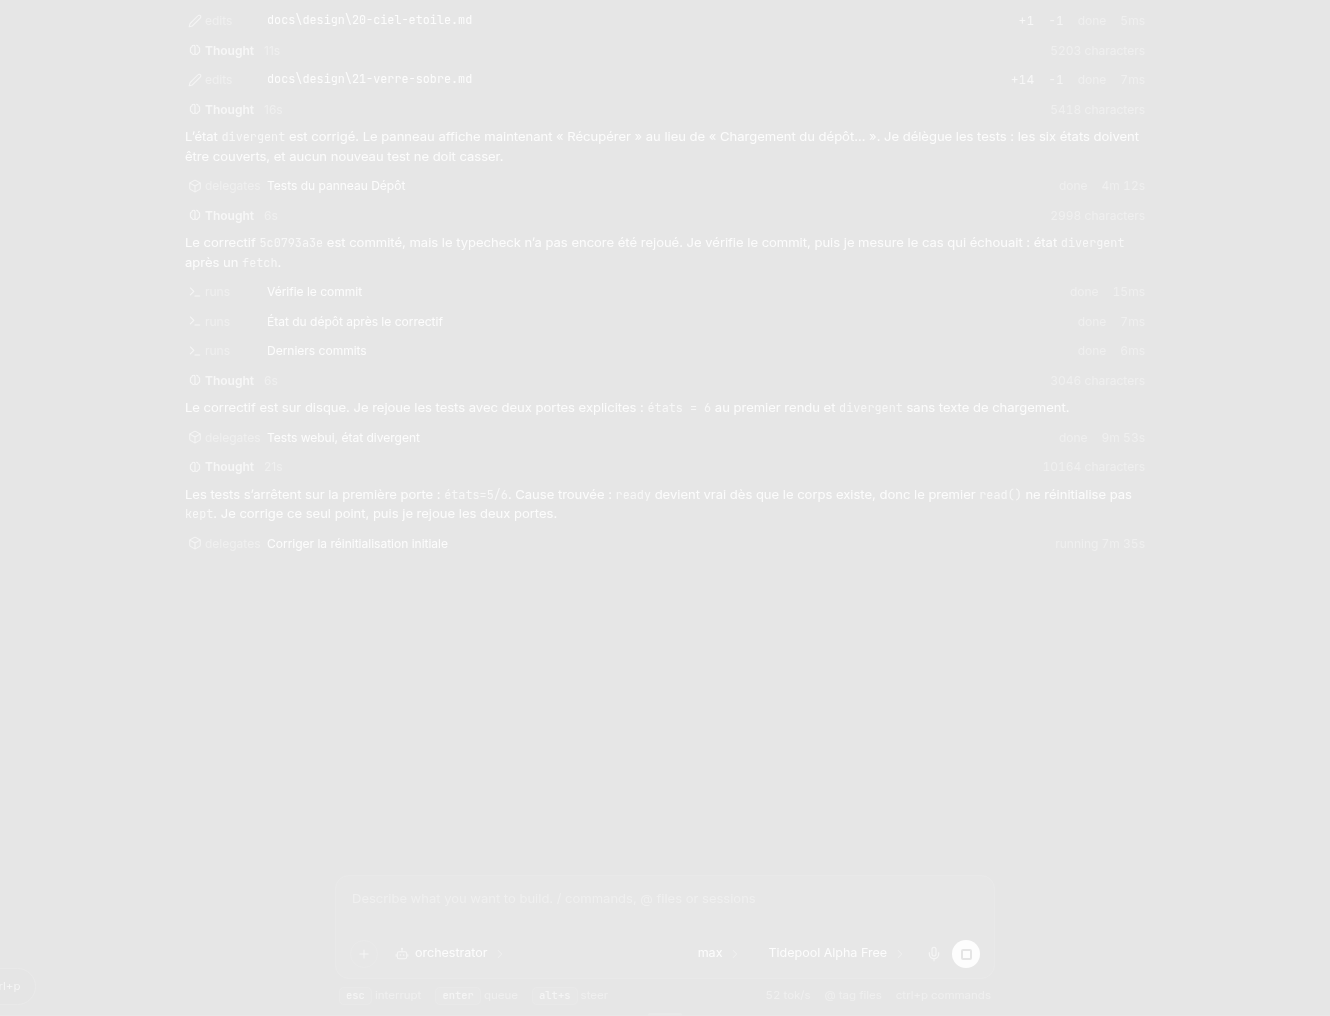 edits docs\design\20-ciel-etoile.md +1 -1 done 5ms
Thought 11s 5203 characters
edits docs\design\21-verre-sobre.md +14 -1 done 7ms
Thought 18s 5418 characters
L'état divergent est corrigé. Le panneau affiche maintenant « Récupérer » au lieu de « Chargement du dépôt… ». Je délègue les tests : les six états doivent
être couverts, et aucun nouveau test ne doit casser.
delegates Tests du panneau Dépôt done 4m 12s
Thought 6s 2998 characters
Le correctif 5c0793a3e est commité, mais le typecheck n'a pas encore été rejoué. Je vérifie le commit, puis je mesure le cas qui échouait : état divergent
après un fetch.
runs Vérifie le commit done 15ms
runs État du dépôt après le correctif done 7ms
runs Derniers commits done 6ms
Thought 6s 3046 characters
Le correctif est sur disque. Je rejoue les tests avec deux portes explicites : états = 6 au premier rendu et divergent sans texte de chargement.
delegates Tests webui, état divergent done 9m 53s
Thought 21s 10164 characters
Les tests s'arrêtent sur la première porte : états=5/6. Cause trouvée : ready devient vrai dès que le corps existe, donc le premier read() ne réinitialise pas
kept. Je corrige ce seul point, puis je rejoue les deux portes.
delegates Corriger la réinitialisation initiale running 7m 35s
Describe what you want to build. / commands. @ files or sessions
+ orchestrator max Tidepool Alpha Free
esc interrupt enter queue alt+s steer 52 tok/s @ tag files ctrl+p commands